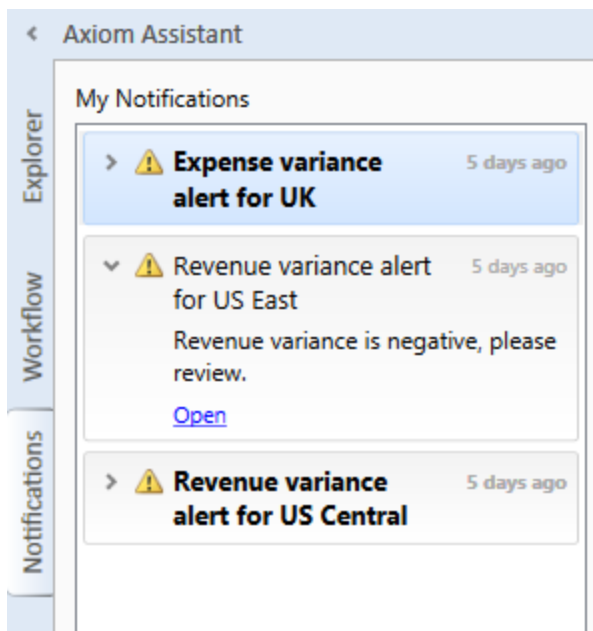 Axiom Assistant
My Notifications
Explorer
Workflow
Notifications
Expense variance
alert for UK
5 days ago
Revenue variance alert
for US East
5 days ago
Revenue variance is negative, please
review.
Open
Revenue variance
alert for US Central
5 days ago